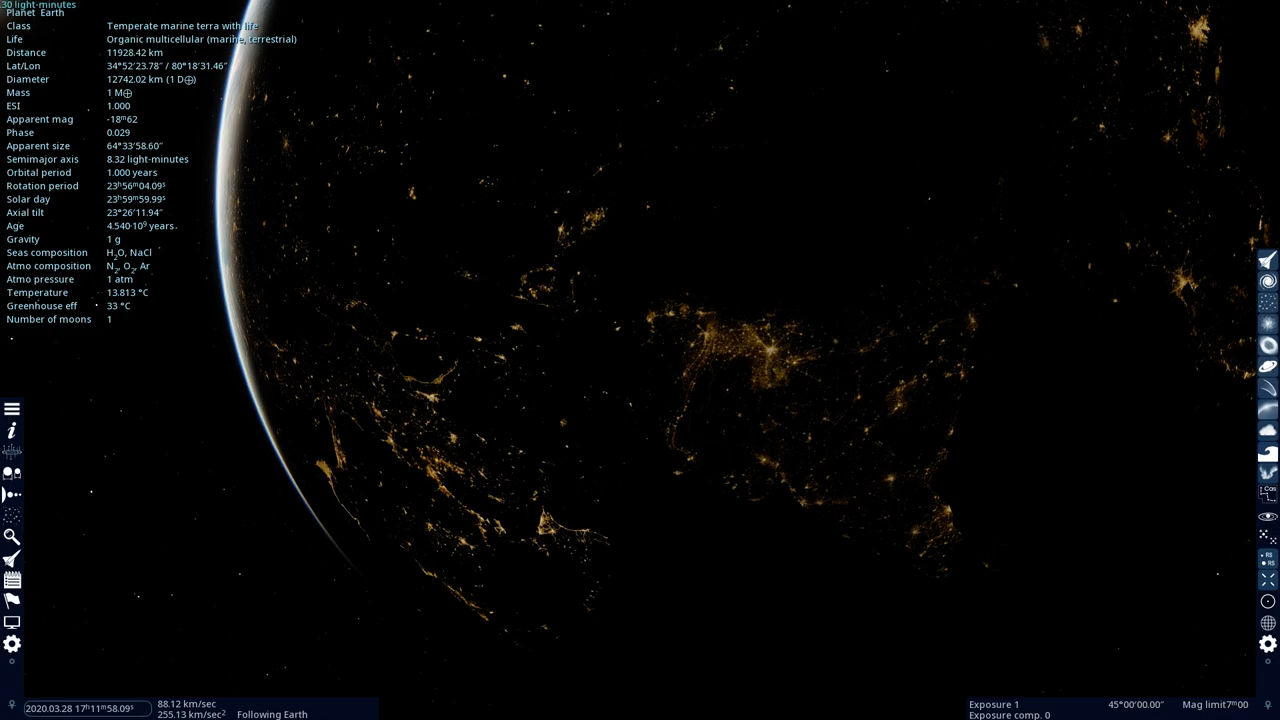 .30 light-minutes
Planet Earth
Class Temperate marine terra with life
Life Organic multicellular (marine, terrestrial)
Distance 11928.42 km
Lat/Lon 34°52′23.78″ / 80°18′31.46″
Diameter 12742.02 km (1 D⊕)
Mass 1 M⊕
ESI 1.000
Apparent mag -18ᵐ62
Phase 0.029
Apparent size 64°33′58.60″
Semimajor axis 8.32 light-minutes
Orbital period 1.000 years
Rotation period 23ʰ56ᵐ04.09ˢ
Solar day 23ʰ59ᵐ59.99ˢ
Axial tilt 23°26′11.94″
Age 4.540·10⁹ years
Gravity 1 g
Seas composition H₂O, NaCl
Atmo composition N₂, O₂, Ar
Atmo pressure 1 atm
Temperature 13.813 °C
Greenhouse eff 33 °C
Number of moons 1
Cas
RS
RS
2020.03.28 17ʰ11ᵐ58.09ˢ
88.12 km/sec
255.13 km/sec² Following Earth
Exposure 1 45°00′00.00″ Mag limit7ᵐ00
Exposure comp. 0